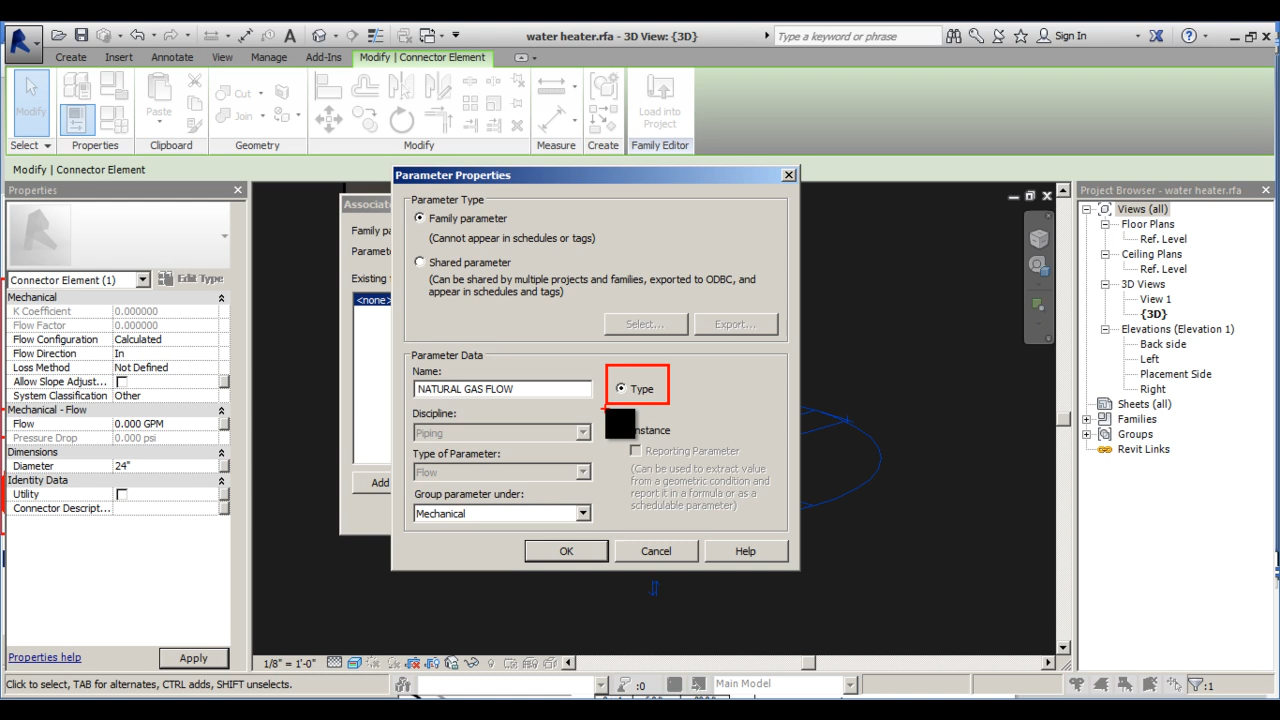 water heater.rfa - 3D View: {3D}
Type a keyword or phrase
Sign In
Create Insert Annotate View Manage Add-Ins Modify | Connector Element
Modify
Paste
Cut
Join
Load into
Project
Select Properties Clipboard Geometry Modify Measure Create Family Editor
Modify | Connector Element
Properties
Connector Element (1) Edit Type
Mechanical
K Coefficient 0.000000
Flow Factor 0.000000
Flow Configuration Calculated
Flow Direction In
Loss Method Not Defined
Allow Slope Adjust...
System Classification Other
Mechanical - Flow
Flow 0.000 GPM
Pressure Drop 0.000 psi
Dimensions
Diameter 24"
Identity Data
Utility
Connector Descript...
Properties help Apply
Associate
Family pa
Paramete
Existing
<none>
Add
Parameter Properties
Parameter Type
Family parameter
(Cannot appear in schedules or tags)
Shared parameter
(Can be shared by multiple projects and families, exported to ODBC, and
appear in schedules and tags)
Select... Export...
Parameter Data
Name:
NATURAL GAS FLOW
Type
Discipline:
Piping
nstance
Reporting Parameter
Type of Parameter:
Flow
(Can be used to extract value
from a geometric condition and
report it in a formula or as a
schedulable parameter)
Group parameter under:
Mechanical
OK Cancel Help
Project Browser - water heater.rfa
Views (all)
Floor Plans
Ref. Level
Ceiling Plans
Ref. Level
3D Views
View 1
{3D}
Elevations (Elevation 1)
Back side
Left
Placement Side
Right
Sheets (all)
Families
Groups
Revit Links
1/8" = 1'-0"
Click to select, TAB for alternates, CTRL adds, SHIFT unselects.
:0
Main Model
:1